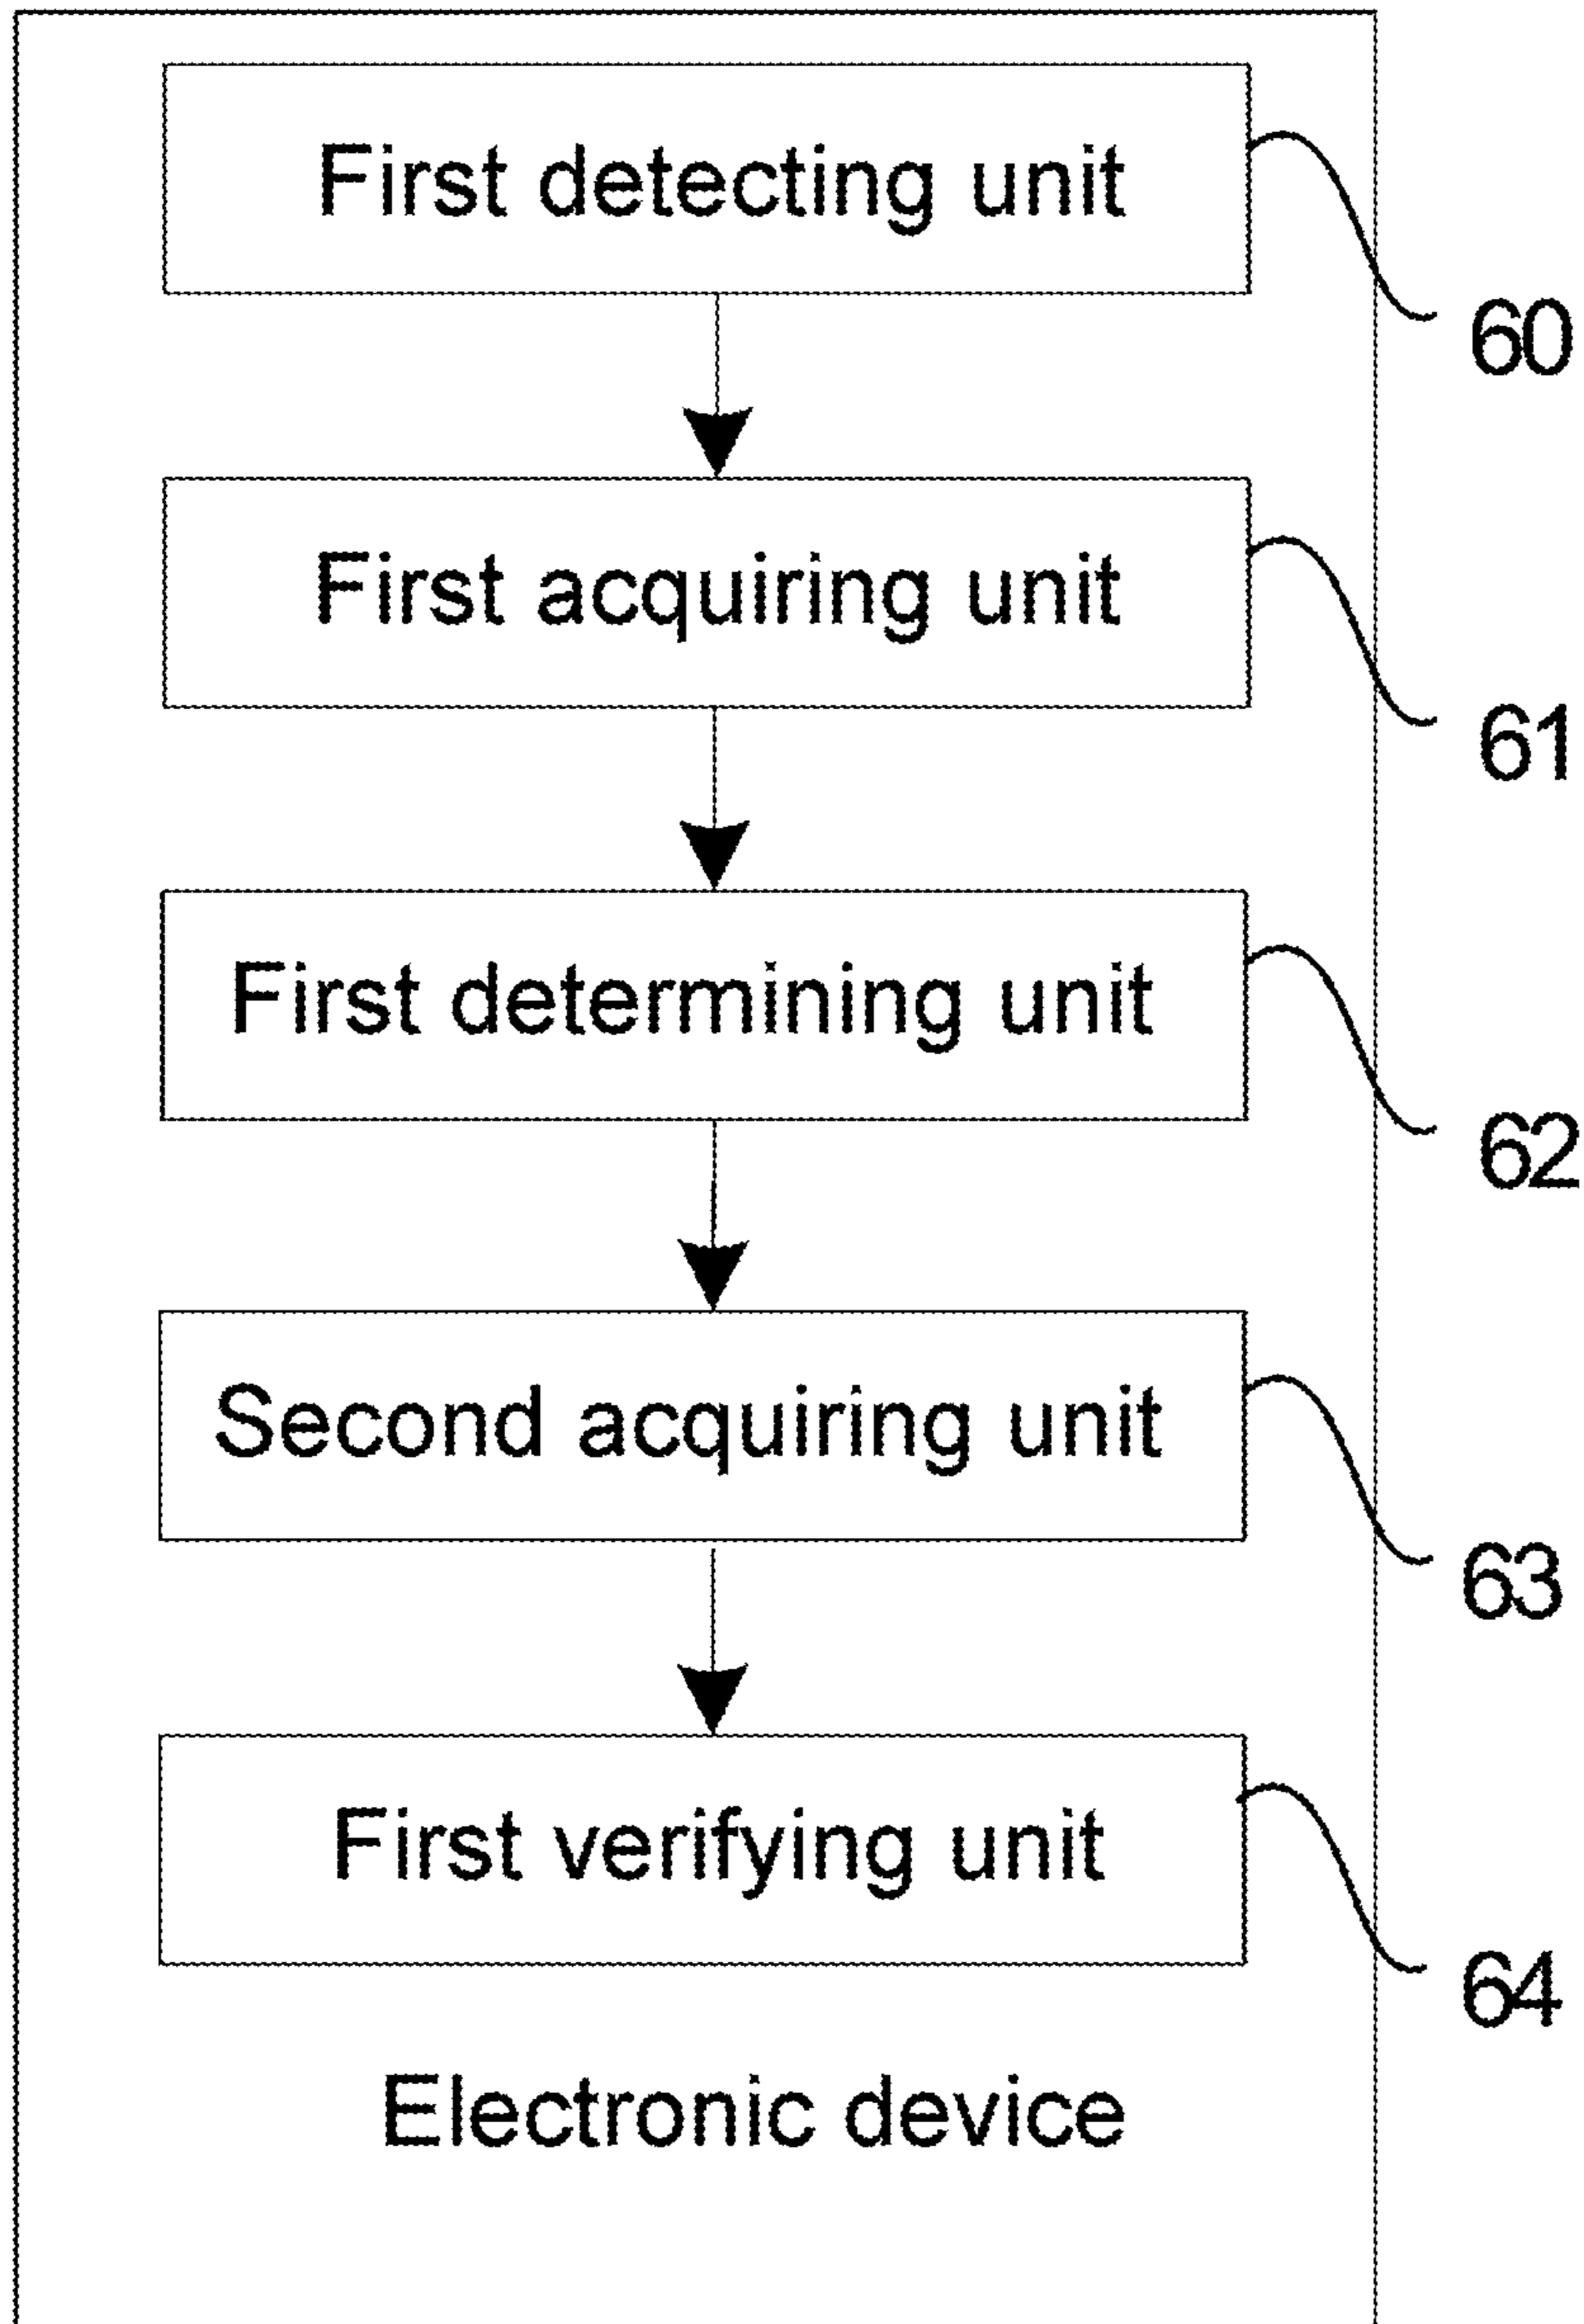 First detecting unit
60
First acquiring unit
61
First determining unit
62
Second acquiring unit
63
First verifying unit
64
Electronic device